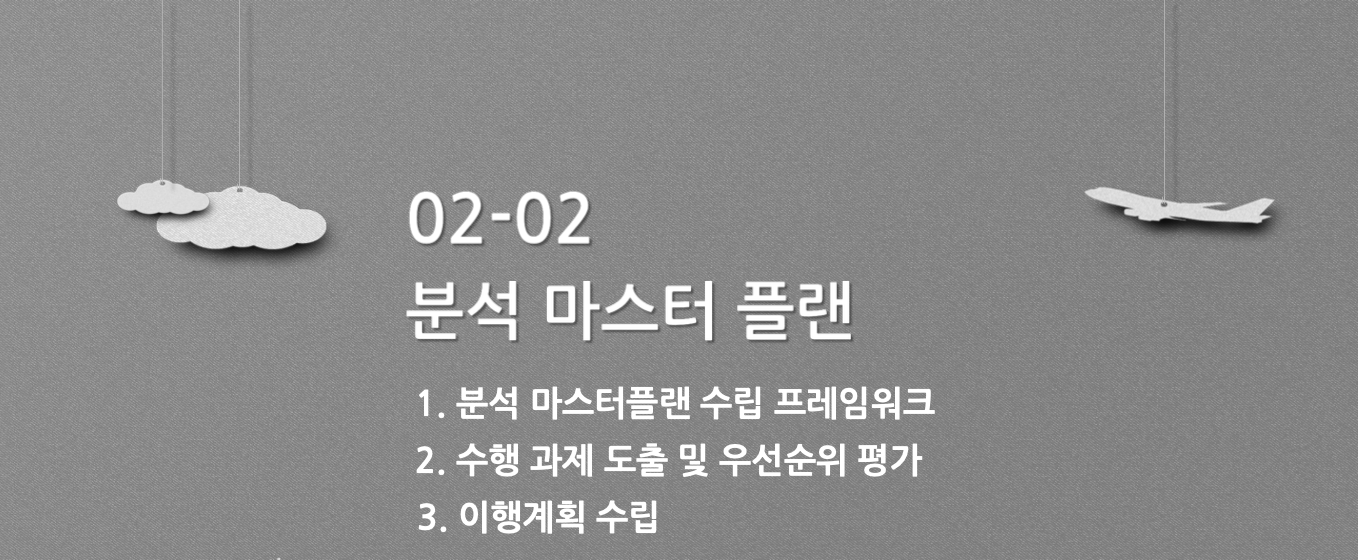 02-02
분석 마스터 플랜
1. 분석 마스터플랜 수립 프레임워크
2. 수행 과제 도출 및 우선순위 평가
3. 이행계획 수립